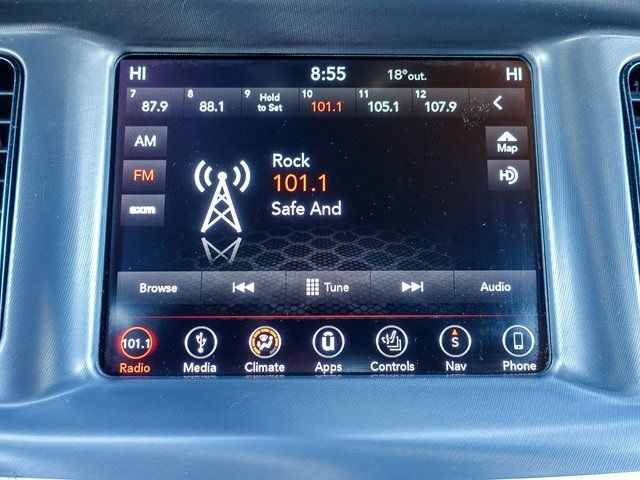 HI 8:55 18°out. HI
7 87.9 8 88.1 9 Hold to Set 10 101.1 11 105.1 12 107.9
AM
Map
Rock
FM
101.1
HD
sxm
Safe And
Browse Tune Audio
101.1 S
Radio Media Climate Apps Controls Nav Phone